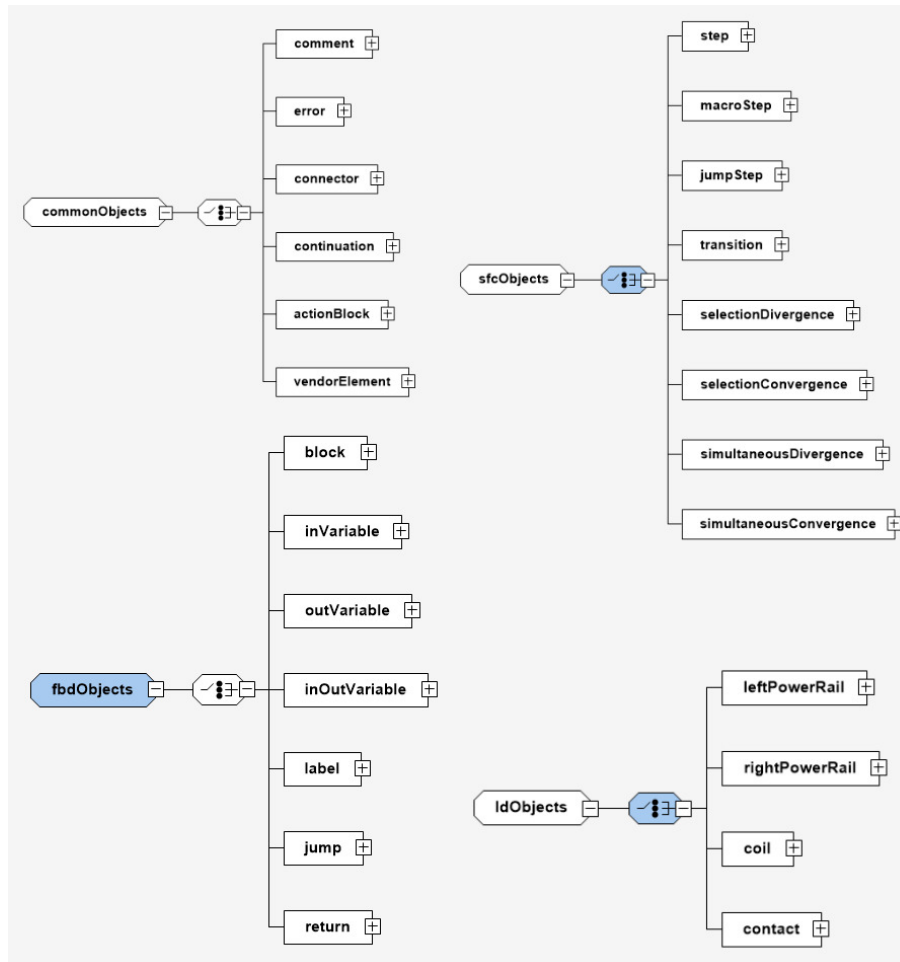 comment
error
connector
commonObjects
continuation
actionBlock
vendorElement
step
macroStep
jumpStep
transition
sfcObjects
selectionDivergence
selectionConvergence
simultaneousDivergence
simultaneousConvergence
block
inVariable
outVariable
fbdObjects
inOutVariable
label
jump
return
leftPowerRail
rightPowerRail
ldObjects
coil
contact